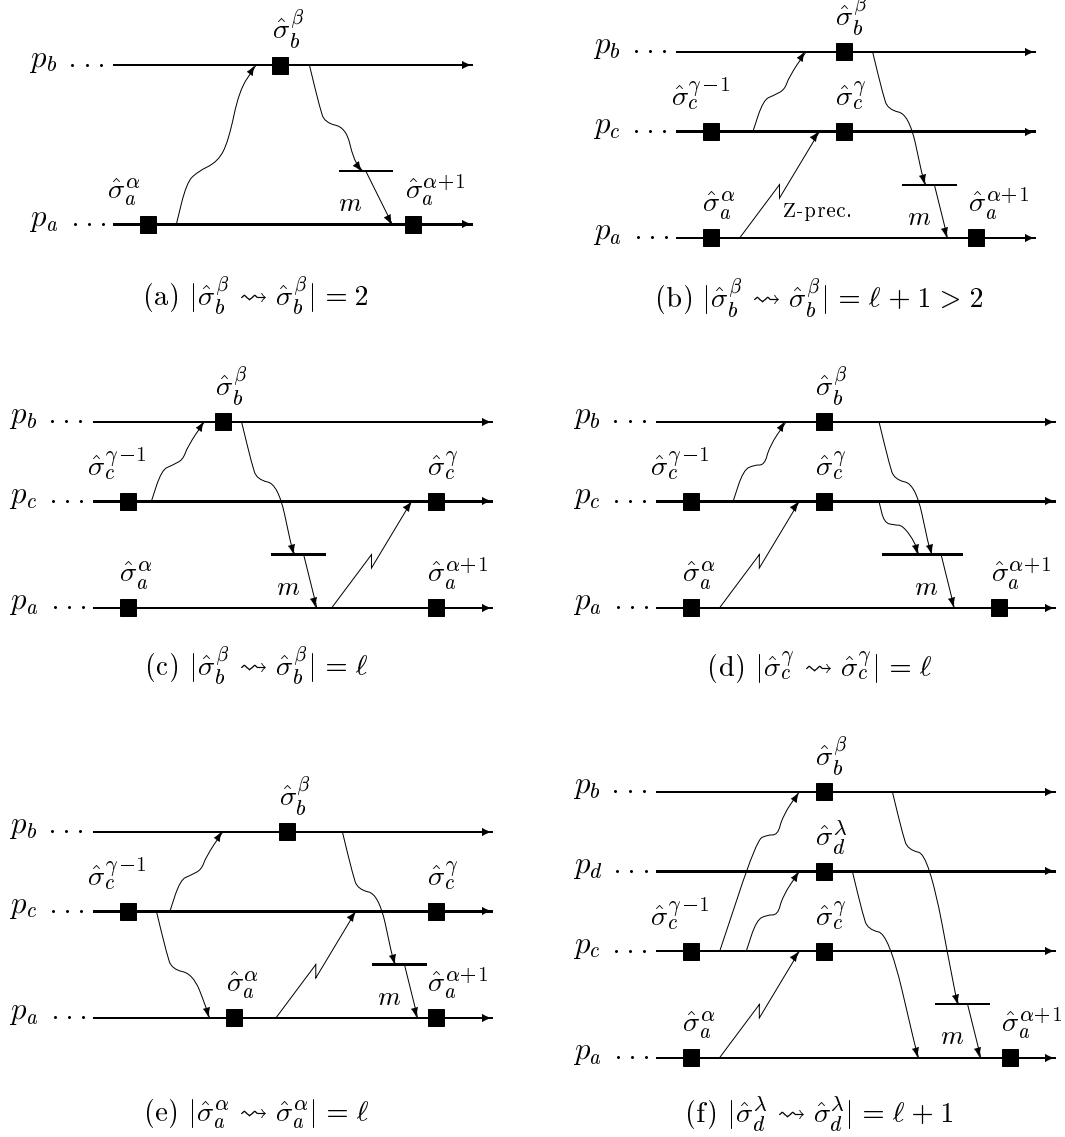 σ̂_b^β
p_b ···
σ̂_a^α m σ̂_a^{α+1}
p_a ···
(a) |σ̂_b^β ⇝ σ̂_b^β| = 2
σ̂_b^β
p_b ···
σ̂_c^{γ−1} σ̂_c^γ
p_c ···
σ̂_a^α Z-prec. m σ̂_a^{α+1}
p_a ···
(b) |σ̂_b^β ⇝ σ̂_b^β| = ℓ + 1 > 2
σ̂_b^β
p_b ···
σ̂_c^{γ−1} σ̂_c^γ
p_c ···
σ̂_a^α m σ̂_a^{α+1}
p_a ···
(c) |σ̂_b^β ⇝ σ̂_b^β| = ℓ
σ̂_b^β
p_b ···
σ̂_c^{γ−1} σ̂_c^γ
p_c ···
σ̂_a^α m σ̂_a^{α+1}
p_a ···
(d) |σ̂_c^γ ⇝ σ̂_c^γ| = ℓ
σ̂_b^β
p_b ···
σ̂_c^{γ−1} σ̂_c^γ
p_c ···
σ̂_a^α m σ̂_a^{α+1}
p_a ···
(e) |σ̂_a^α ⇝ σ̂_a^α| = ℓ
σ̂_b^β
p_b ···
σ̂_d^λ
p_d ···
σ̂_c^{γ−1} σ̂_c^γ
p_c ···
σ̂_a^α m σ̂_a^{α+1}
p_a ···
(f) |σ̂_d^λ ⇝ σ̂_d^λ| = ℓ + 1